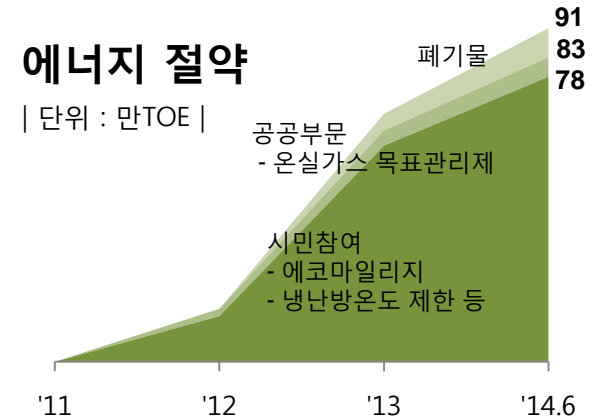 91
에너지 절약
폐기물
83
78
| 단위 : 만TOE |
공공부문
- 온실가스 목표관리제
시민참여
- 에코마일리지
- 냉난방온도 제한 등
'11
'12
'13
'14.6